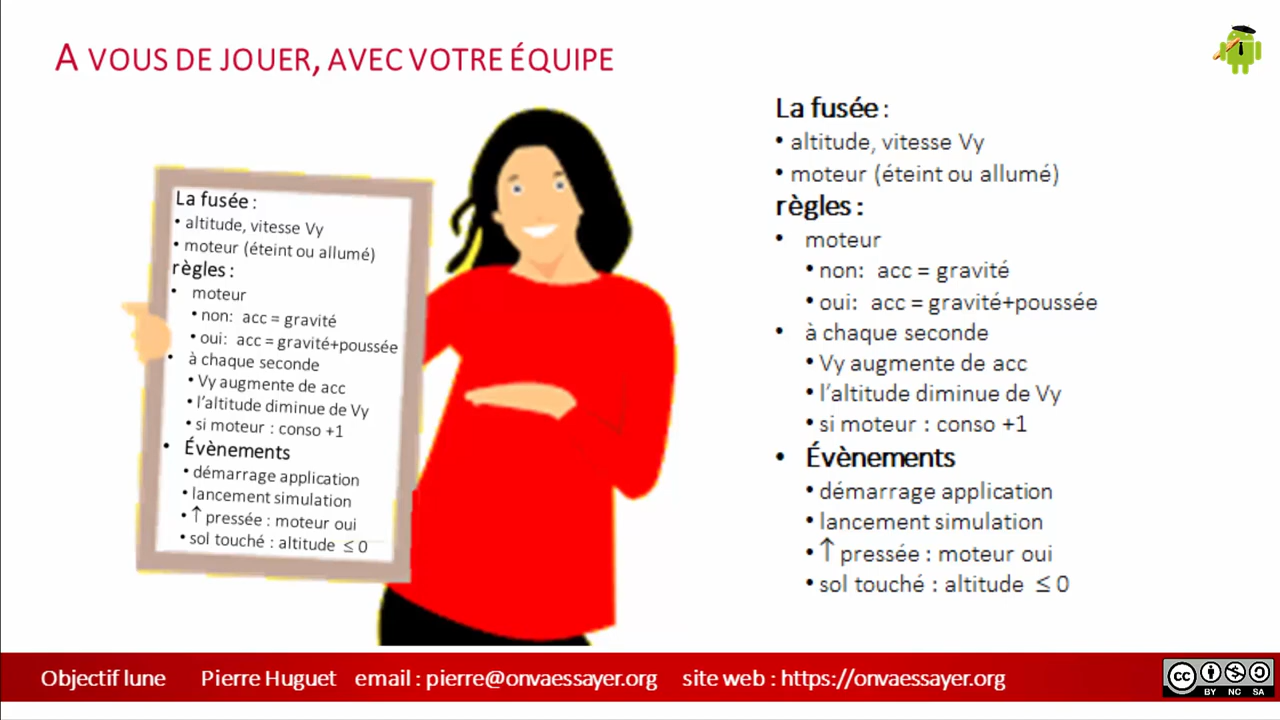 A VOUS DE JOUER, AVEC VOTRE ÉQUIPE
La fusée :
• altitude, vitesse Vy
• moteur (éteint ou allumé)
règles :
• moteur
• non: acc = gravité
• oui: acc = gravité+poussée
• à chaque seconde
• Vy augmente de acc
• l'altitude diminue de Vy
• si moteur : conso +1
• Évènements
• démarrage application
• lancement simulation
• ↑ pressée : moteur oui
• sol touché : altitude ≤ 0
La fusée :
• altitude, vitesse Vy
• moteur (éteint ou allumé)
règles :
• moteur
• non: acc = gravité
• oui: acc = gravité+poussée
• à chaque seconde
• Vy augmente de acc
• l'altitude diminue de Vy
• si moteur : conso +1
• Évènements
• démarrage application
• lancement simulation
• ↑ pressée : moteur oui
• sol touché : altitude ≤ 0
Objectif lune Pierre Huguet email : pierre@onvaessayer.org site web : https://onvaessayer.org
CC BY NC SA